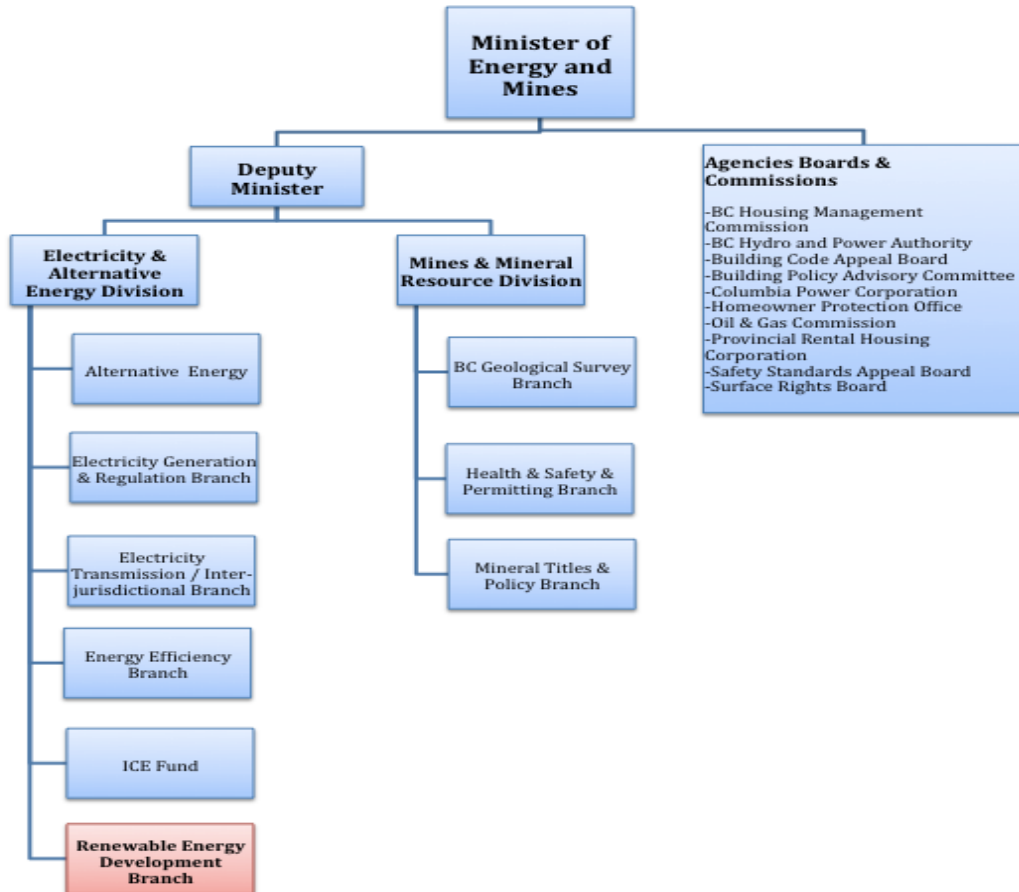 Minister of
Energy and
Mines
Deputy
Minister
Agencies Boards &
Commissions
-BC Housing Management
Commission
-BC Hydro and Power Authority
-Building Code Appeal Board
-Building Policy Advisory Committee
-Columbia Power Corporation
-Homeowner Protection Office
-Oil & Gas Commission
-Provincial Rental Housing
Corporation
-Safety Standards Appeal Board
-Surface Rights Board
Electricity &
Alternative
Energy Division
Mines & Mineral
Resource Division
Alternative Energy
Electricity Generation
& Regulation Branch
Electricity
Transmission / Inter-
jurisdictional Branch
Energy Efficiency
Branch
ICE Fund
Renewable Energy
Development
Branch
BC Geological Survey
Branch
Health & Safety &
Permitting Branch
Mineral Titles &
Policy Branch